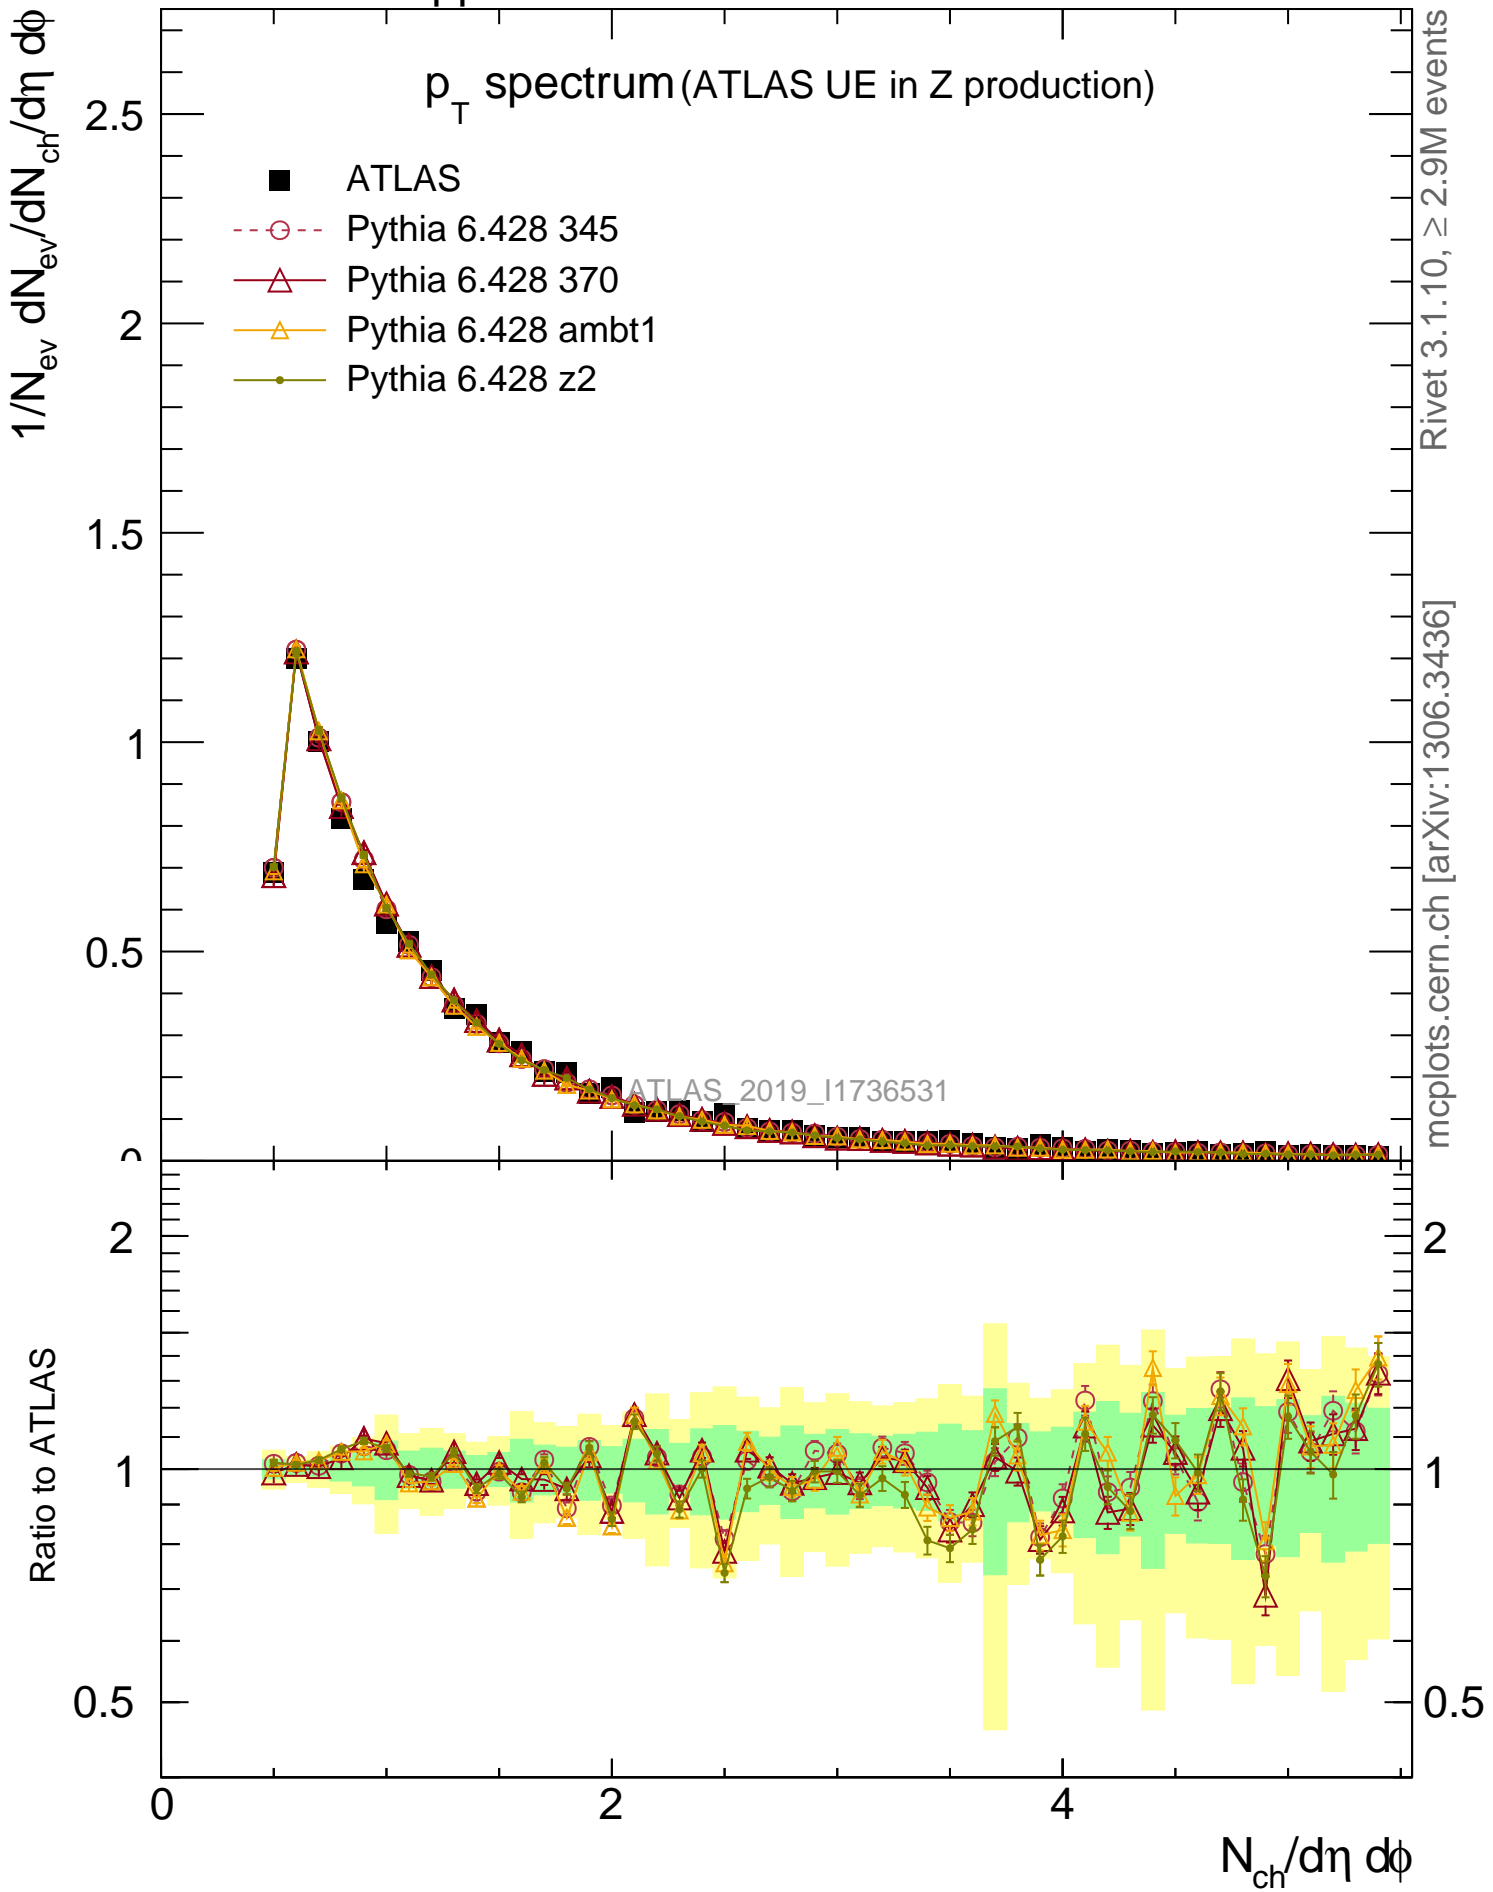 1/N_ev dN_ev/dN_ch/dη dϕ
p_T spectrum (ATLAS UE in Z production)
ATLAS
Pythia 6.428 345
Pythia 6.428 370
Pythia 6.428 ambt1
Pythia 6.428 z2
2.5
2
1.5
1
0.5
0
ATLAS_2019_I1736531
Rivet 3.1.10, ≥ 2.9M events
mcplots.cern.ch [arXiv:1306.3436]
Ratio to ATLAS
2
1
0.5
2
1
0.5
0
2
4
N_ch/dη dϕ